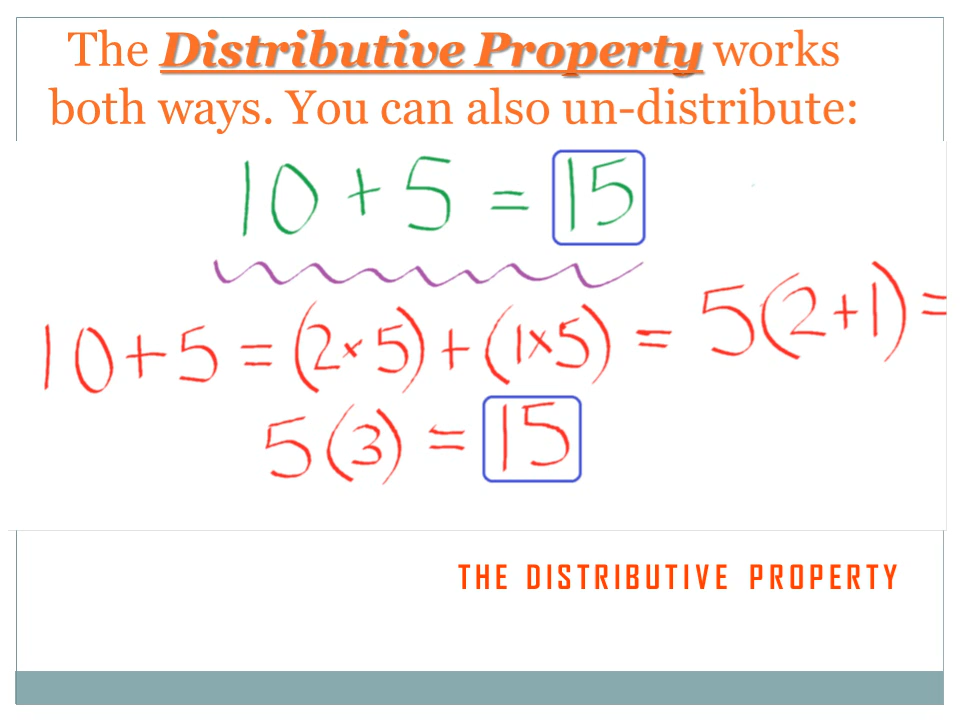 The Distributive Property works
both ways. You can also un-distribute:
10 + 5 = 15
10 + 5 = (2 × 5) + (1 × 5) = 5(2+1) =
5(3) = 15
THE DISTRIBUTIVE PROPERTY